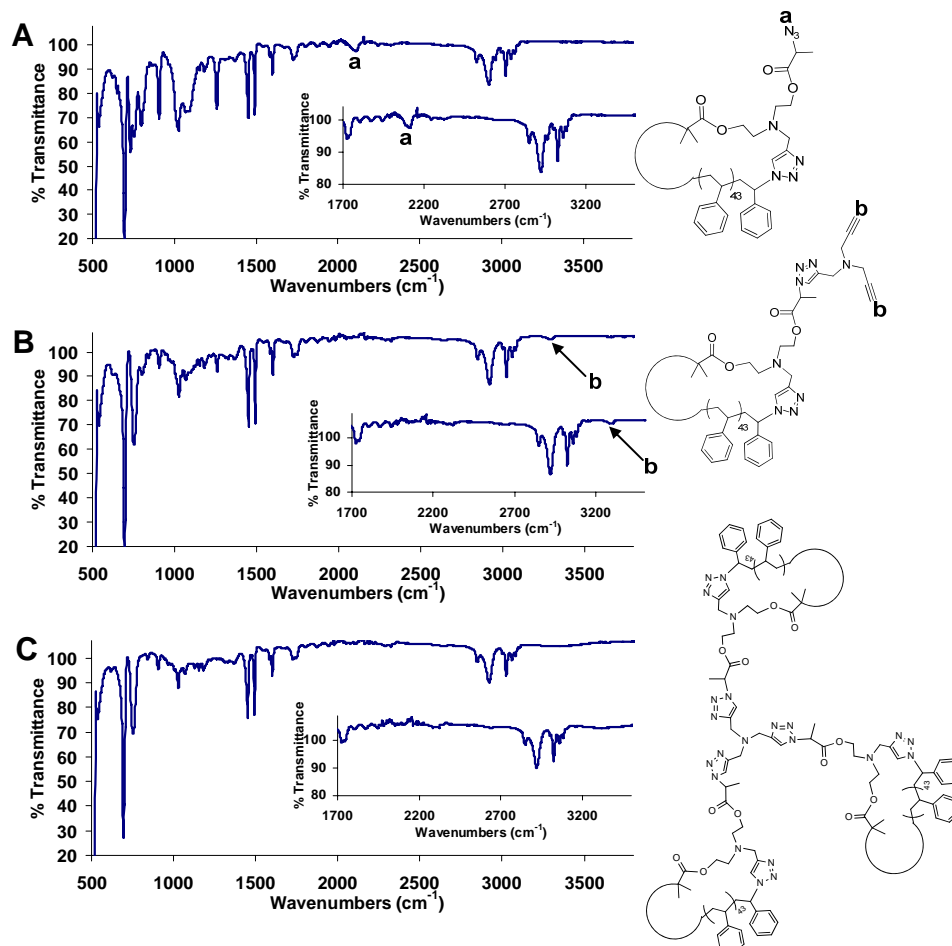 A
% Transmittance
100
90
80
70
60
50
40
30
20
500 1000 1500 2000 2500 3000 3500
Wavenumbers (cm-1)
a
% Transmittance
100
90
80
1700 2200 2700 3200
Wavenumbers (cm-1)
a
a
N3
O
O
O
O
N
N
N
N
43
B
% Transmittance
100
90
80
70
60
50
40
30
20
500 1000 1500 2000 2500 3000 3500
Wavenumbers (cm-1)
b
% Transmittance
100
90
80
1700 2200 2700 3200
Wavenumbers (cm-1)
b
b
b
N
N
N
N
O
O
O
O
N
N
N
N
43
C
% Transmittance
100
90
80
70
60
50
40
30
20
500 1000 1500 2000 2500 3000 3500
Wavenumbers (cm-1)
% Transmittance
100
90
80
1700 2200 2700 3200
Wavenumbers (cm-1)
43
N
N
N
N
O
O
O
O
N
N
N
N
N=N
N
O
O
N
N
N
N
O
O
43
N
N
N
O
O
N
O
O
N
N
N
43